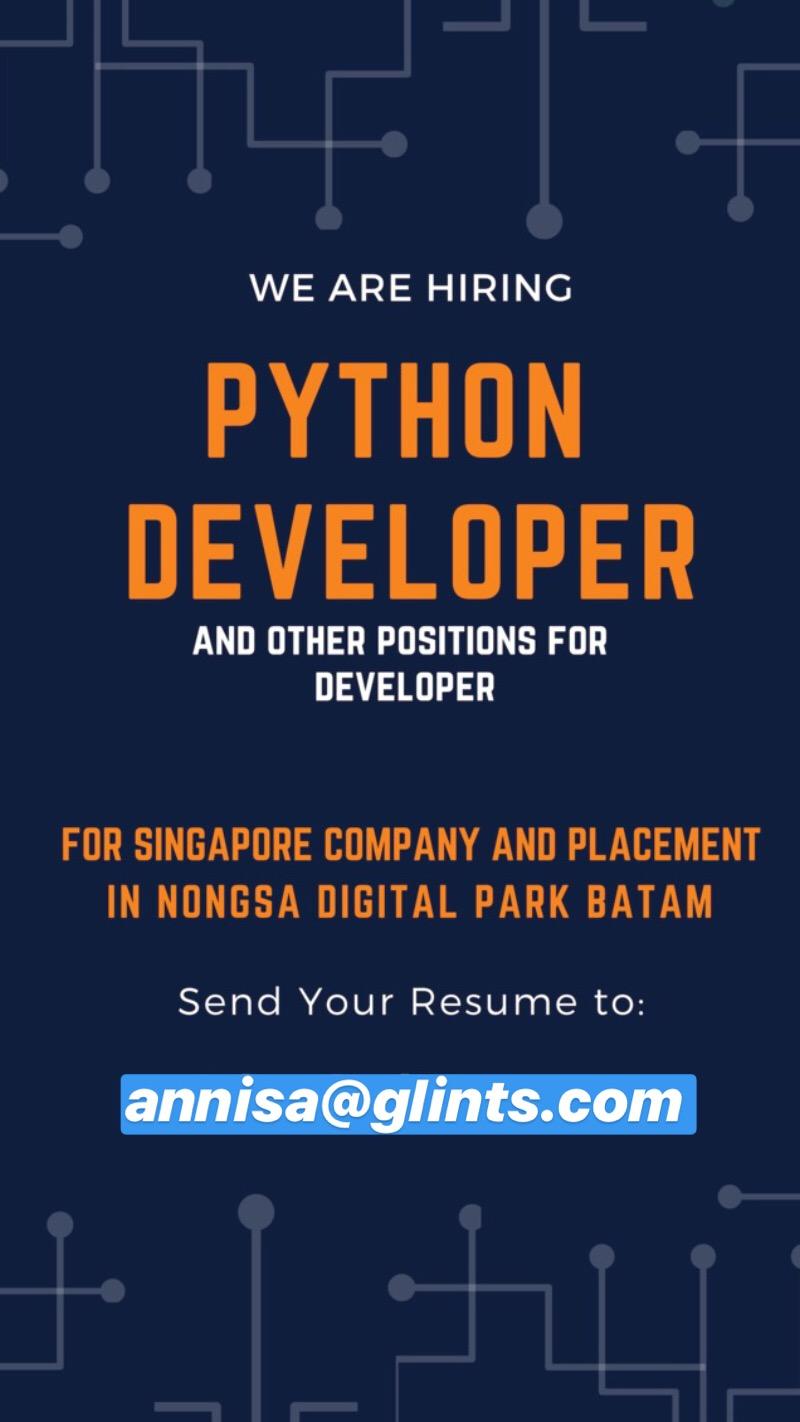 WE ARE HIRING
PYTHON
DEVELOPER
AND OTHER POSITIONS FOR
DEVELOPER
FOR SINGAPORE COMPANY AND PLACEMENT
IN NONGSA DIGITAL PARK BATAM
Send Your Resume to:
annisa@glints.com